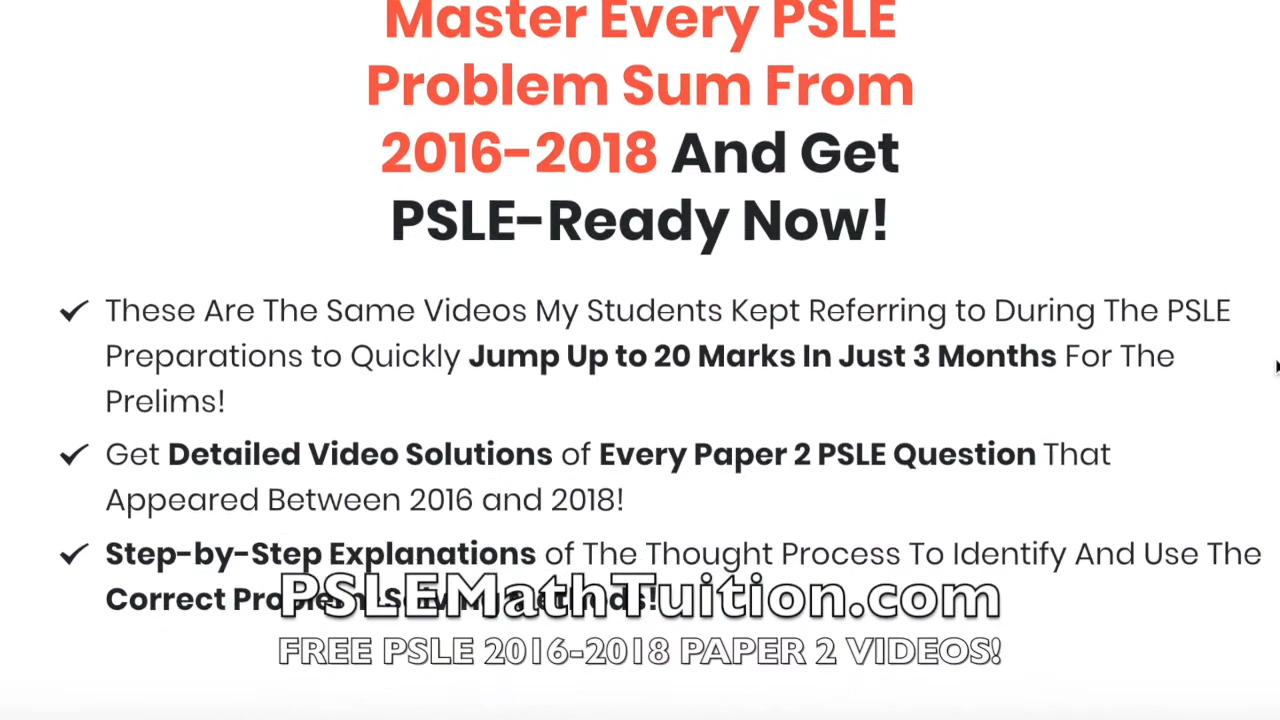 Master Every PSLE
Problem Sum From
2016-2018 And Get
PSLE-Ready Now!
These Are The Same Videos My Students Kept Referring to During The PSLE
Preparations to Quickly Jump Up to 20 Marks In Just 3 Months For The
Prelims!
Get Detailed Video Solutions of Every Paper 2 PSLE Question That
Appeared Between 2016 and 2018!
Step-by-Step Explanations of The Thought Process To Identify And Use The
Correct Problem-Solving Methods!
PSLEMathTuition.com
FREE PSLE 2016-2018 PAPER 2 VIDEOS!